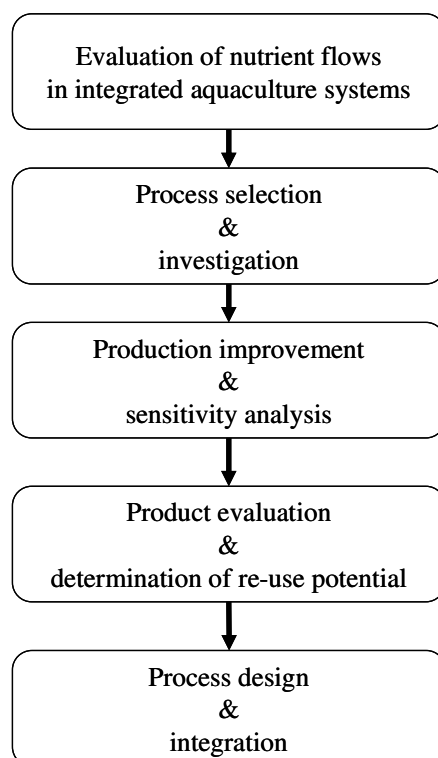 Evaluation of nutrient flows
in integrated aquaculture systems
Process selection
&
investigation
Production improvement
&
sensitivity analysis
Product evaluation
&
determination of re-use potential
Process design
&
integration